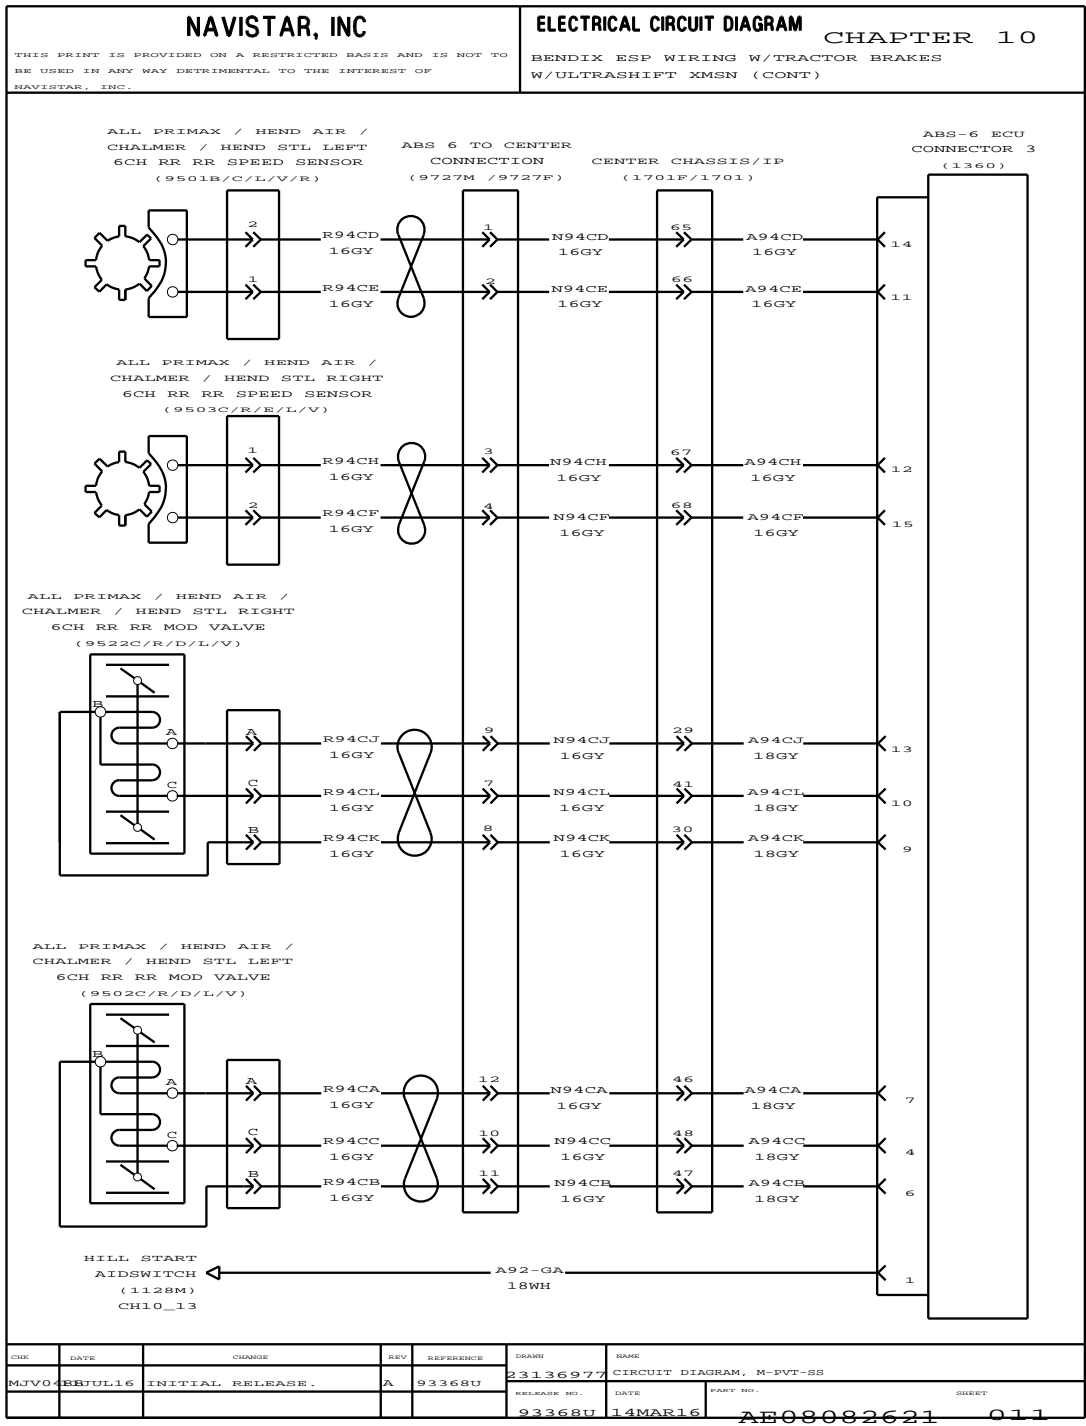 NAVISTAR, INC
THIS PRINT IS PROVIDED ON A RESTRICTED BASIS AND IS NOT TO
BE USED IN ANY WAY DETRIMENTAL TO THE INTEREST OF
NAVISTAR, INC.
ELECTRICAL CIRCUIT DIAGRAM CHAPTER 10
BENDIX ESP WIRING W/TRACTOR BRAKES
W/ULTRASHIFT XMSN (CONT)
ALL PRIMAX / HEND AIR /
CHALMER / HEND STL LEFT
6CH RR RR SPEED SENSOR
(9501B/C/L/V/R)
ABS 6 TO CENTER
CONNECTION
(9727M /9727F)
CENTER CHASSIS/IP
(1701F/1701)
ABS-6 ECU
CONNECTOR 3
(1360)
2 R94CD 1 N94CD 65 A94CD 14
16GY 16GY 16GY
1 R94CE 2 N94CE 66 A94CE 11
16GY 16GY 16GY
ALL PRIMAX / HEND AIR /
CHALMER / HEND STL RIGHT
6CH RR RR SPEED SENSOR
(9503C/R/E/L/V)
1 R94CH 3 N94CH 67 A94CH 12
16GY 16GY 16GY
2 R94CF 4 N94CF 68 A94CF 15
16GY 16GY 16GY
ALL PRIMAX / HEND AIR /
CHALMER / HEND STL RIGHT
6CH RR RR MOD VALVE
(9522C/R/D/L/V)
B
A A R94CJ 9 N94CJ 29 A94CJ 13
16GY 16GY 18GY
C C R94CL 7 N94CL 41 A94CL 10
16GY 16GY 18GY
B R94CK 8 N94CK 30 A94CK 9
16GY 16GY 18GY
ALL PRIMAX / HEND AIR /
CHALMER / HEND STL LEFT
6CH RR RR MOD VALVE
(9502C/R/D/L/V)
B
A A R94CA 12 N94CA 46 A94CA 7
16GY 16GY 18GY
C C R94CC 10 N94CC 48 A94CC 4
16GY 16GY 18GY
B R94CB 11 N94CB 47 A94CB 6
16GY 16GY 18GY
HILL START
AIDSWITCH
(1128M)
CH10_13
A92-GA 1
18WH
CHK DATE CHANGE REV REFERENCE
INITIAL RELEASE. A 93368U
DRAWN
23136977
NAME
CIRCUIT DIAGRAM, M-PVT-SS
RELEASE NO.
93368U
DATE
14MAR16
PART NO. SHEET
AE08082621 011